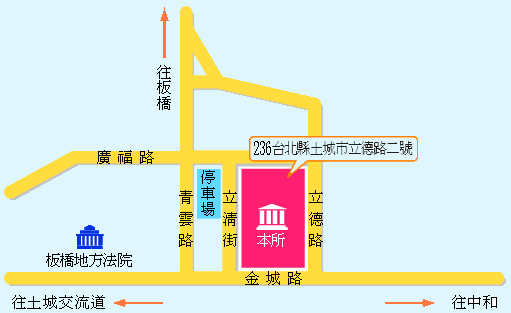 往板橋
236台北縣土城市立德路二號
廣福路
停車場
青雲路
立清街
立德路
本所
板橋地方法院
金城路
往土城交流道
往中和